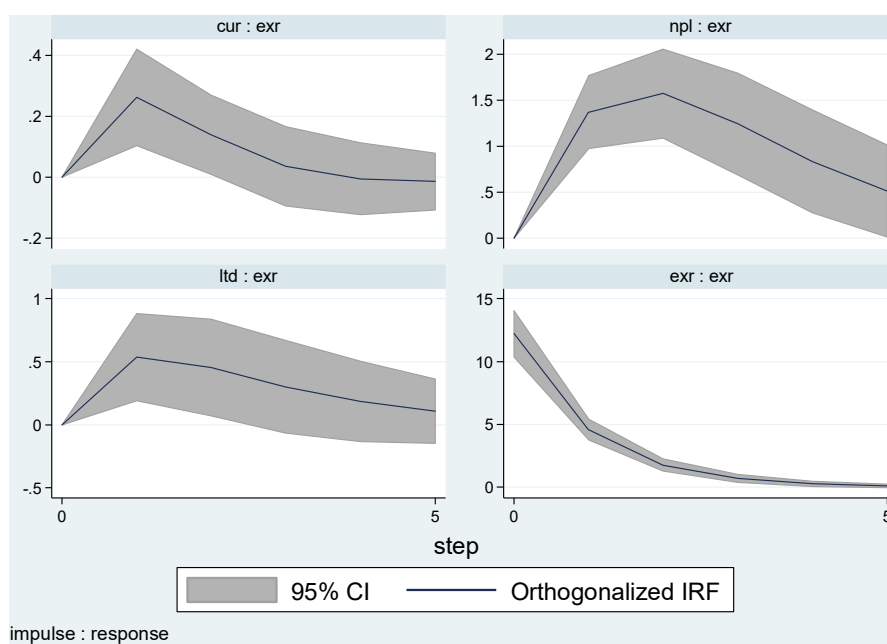 cur : exr
npl : exr
.4
.2
0
-.2
2
1.5
1
.5
0
ltd : exr
exr : exr
1
.5
0
-.5
0
5
15
10
5
0
0
5
step
95% CI
Orthogonalized IRF
impulse : response